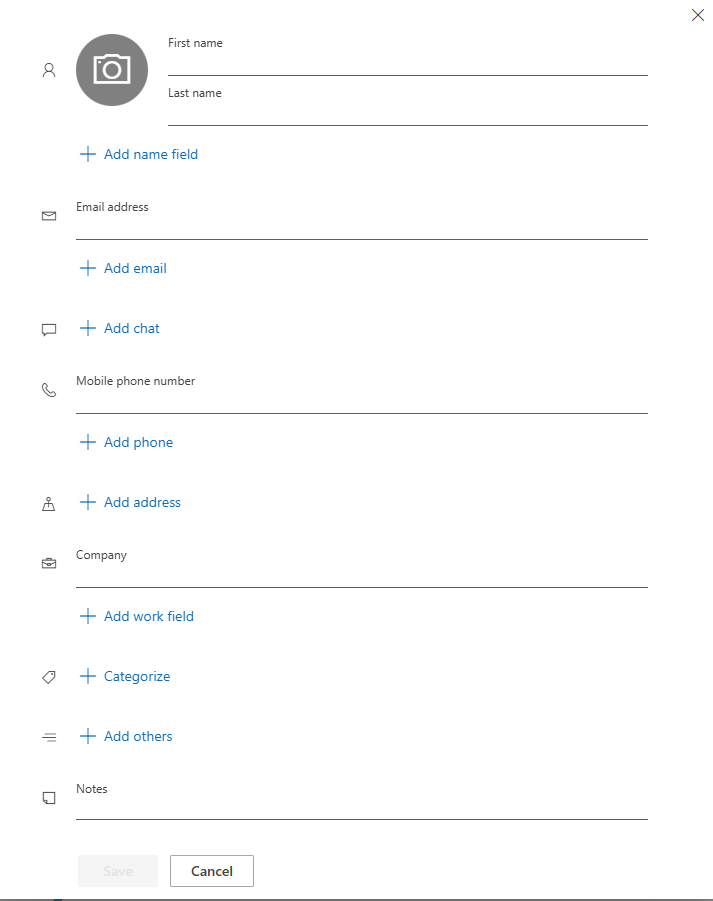 First name
Last name
Add name field
Email address
Add email
Add chat
Mobile phone number
Add phone
Add address
Company
Add work field
Categorize
Add others
Notes
Save
Cancel